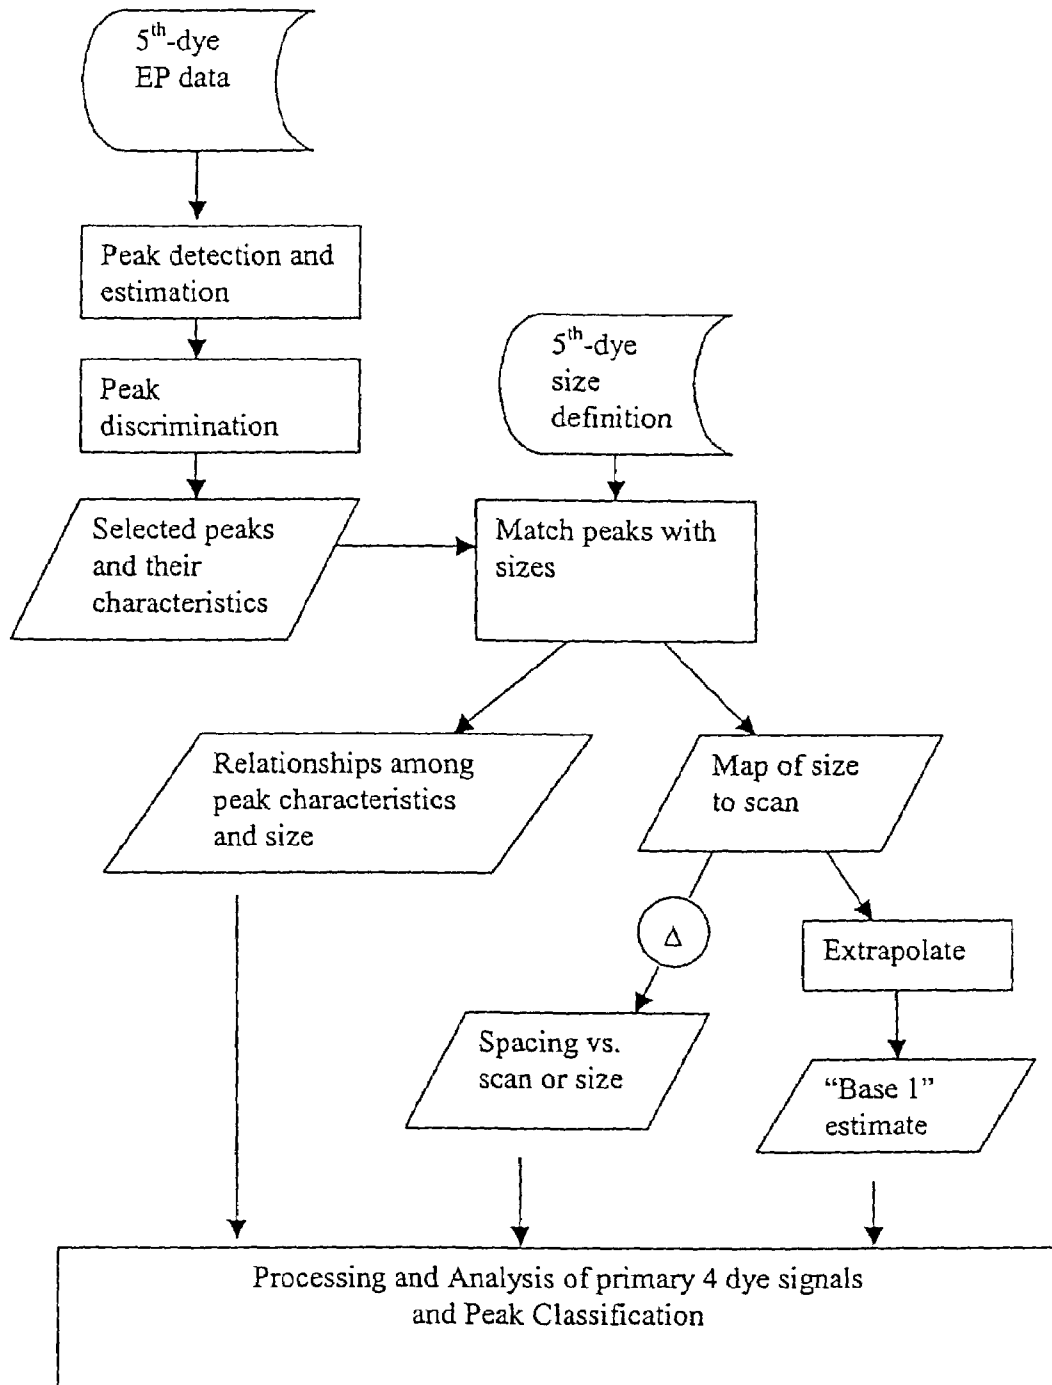 5th-dye
EP data
Peak detection and
estimation
Peak
discrimination
5th-dye
size
definition
Selected peaks
and their
characteristics
Match peaks with
sizes
Relationships among
peak characteristics
and size
Map of size
to scan
Δ
Extrapolate
Spacing vs.
scan or size
“Base 1”
estimate
Processing and Analysis of primary 4 dye signals
and Peak Classification